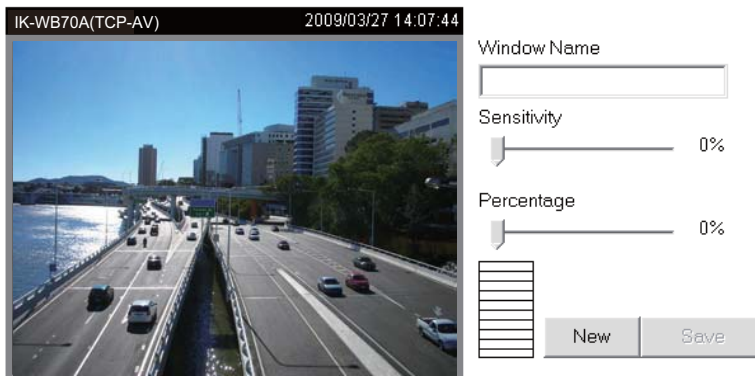 IK-WB70A(TCP-AV) 2009/03/27 14:07:44
Window Name
Sensitivity
0%
Percentage
0%
New
Save